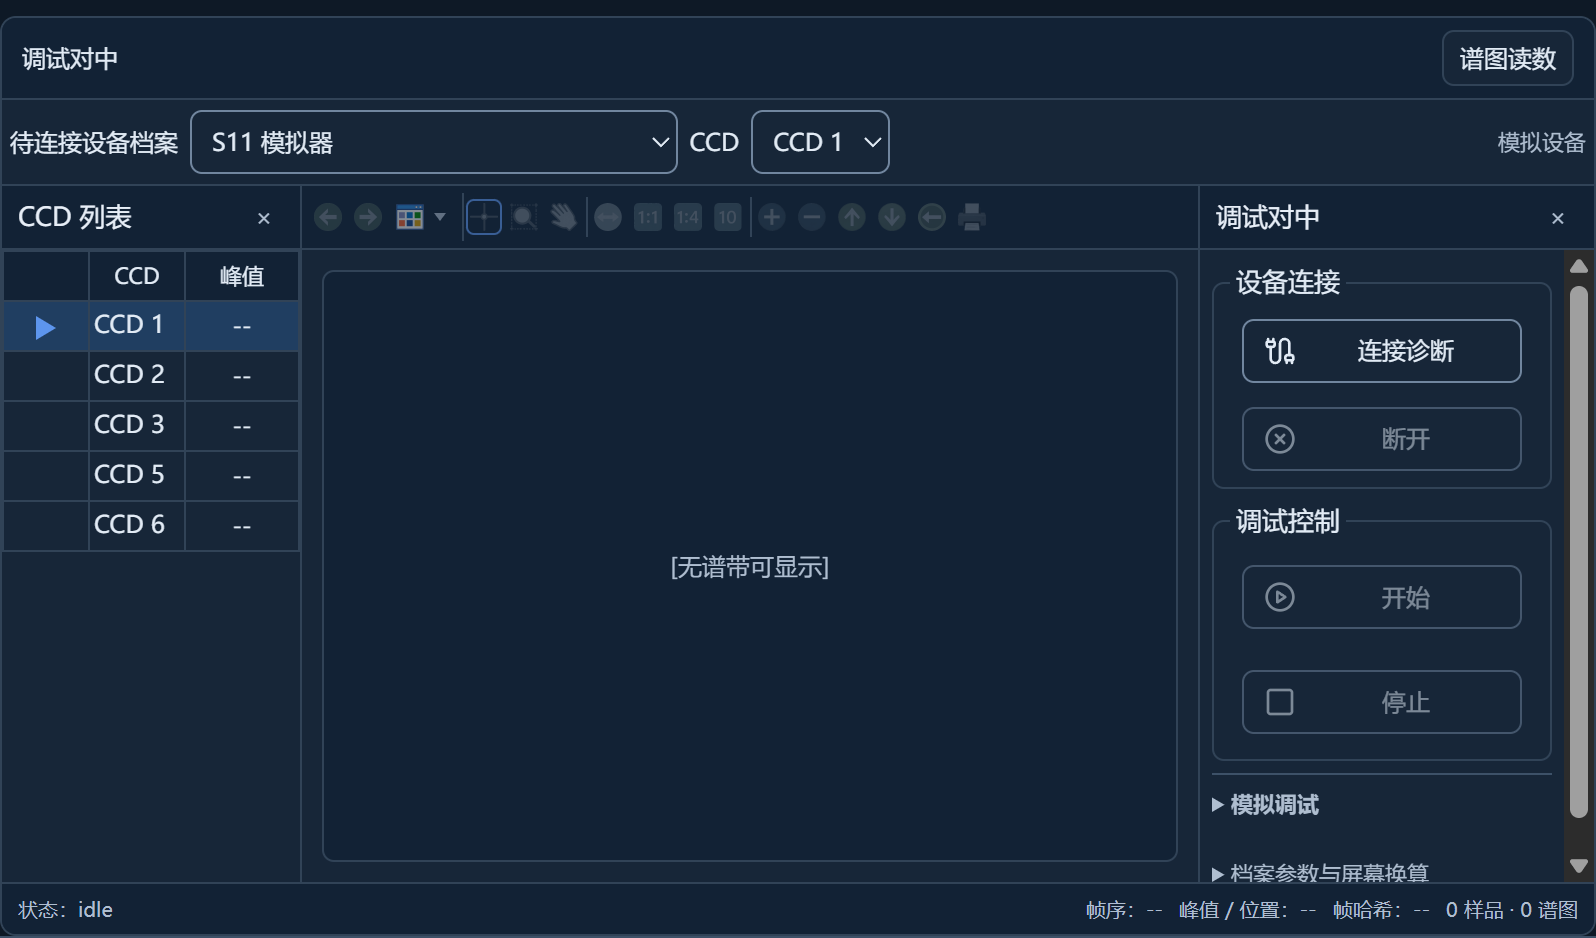 调试对中
谱图读数
待连接设备档案 S11 模拟器 CCD CCD 1 模拟设备
CCD 列表 ×
1:1 1:4 10
调试对中 ×
CCD 峰值
CCD 1 --
CCD 2 --
CCD 3 --
CCD 5 --
CCD 6 --
[无谱带可显示]
设备连接
连接诊断
断开
调试控制
开始
停止
模拟调试
档案参数与屏幕换算
状态：idle
帧序：-- 峰值 / 位置：-- 帧哈希：-- 0 样品 · 0 谱图